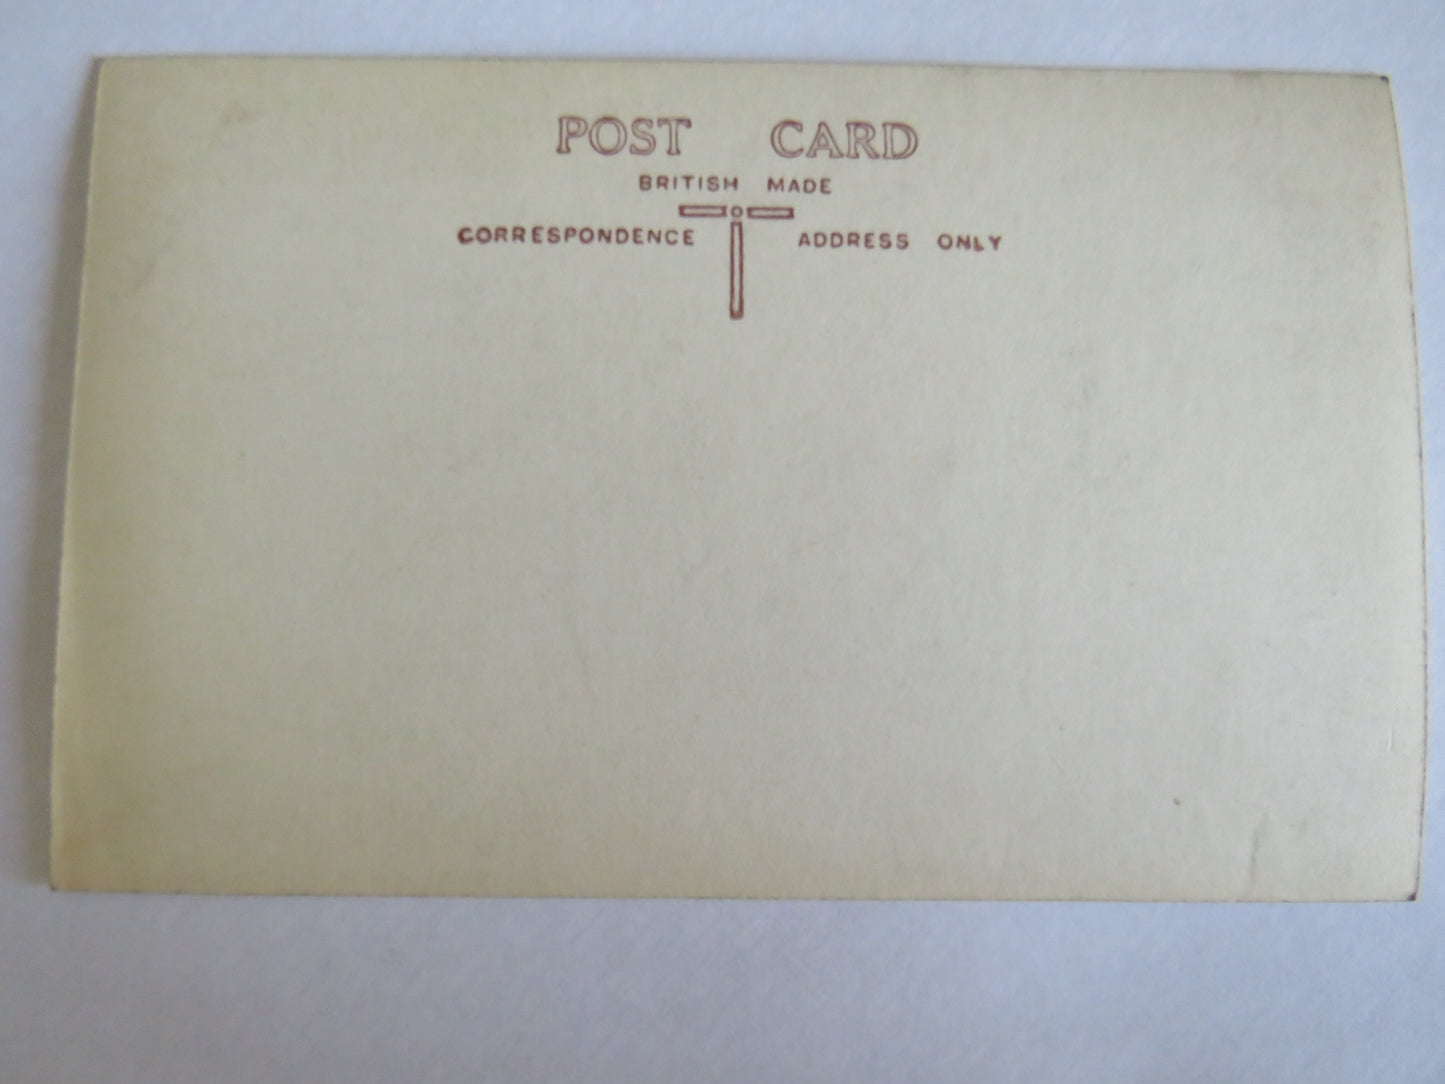 POST CARD
BRITISH MADE
CORRESPONDENCE ADDRESS ONLY